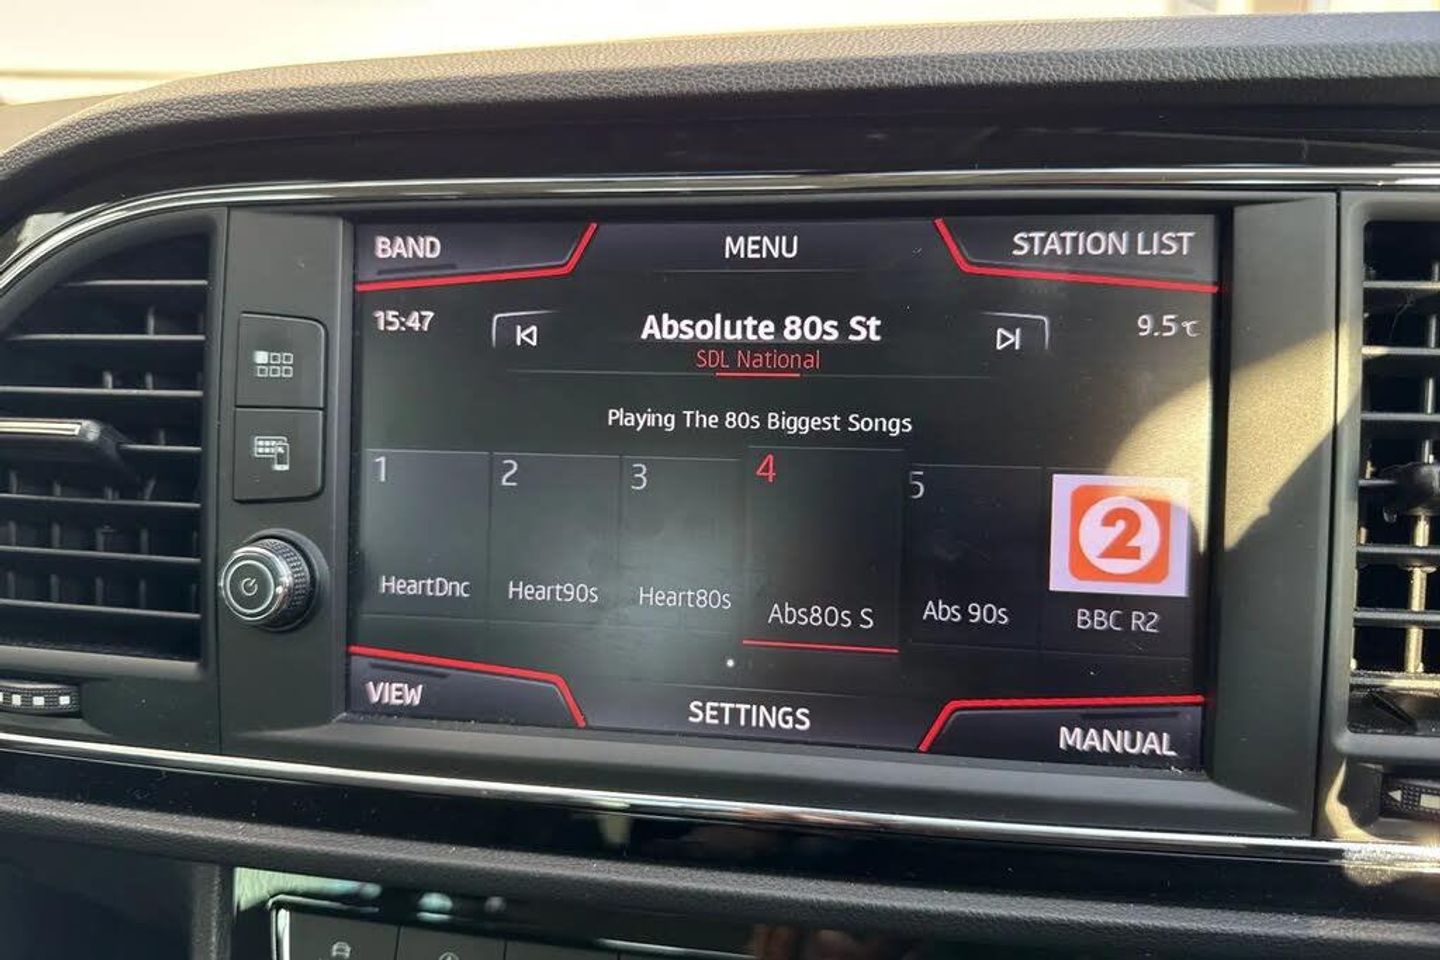 BAND
MENU
STATION LIST
15:47
Absolute 80s St
9.5℃
SDL National
Playing The 80s Biggest Songs
1
2
3
4
5
2
HeartDnc
Heart90s
Heart80s
Abs80s S
Abs 90s
BBC R2
VIEW
SETTINGS
MANUAL